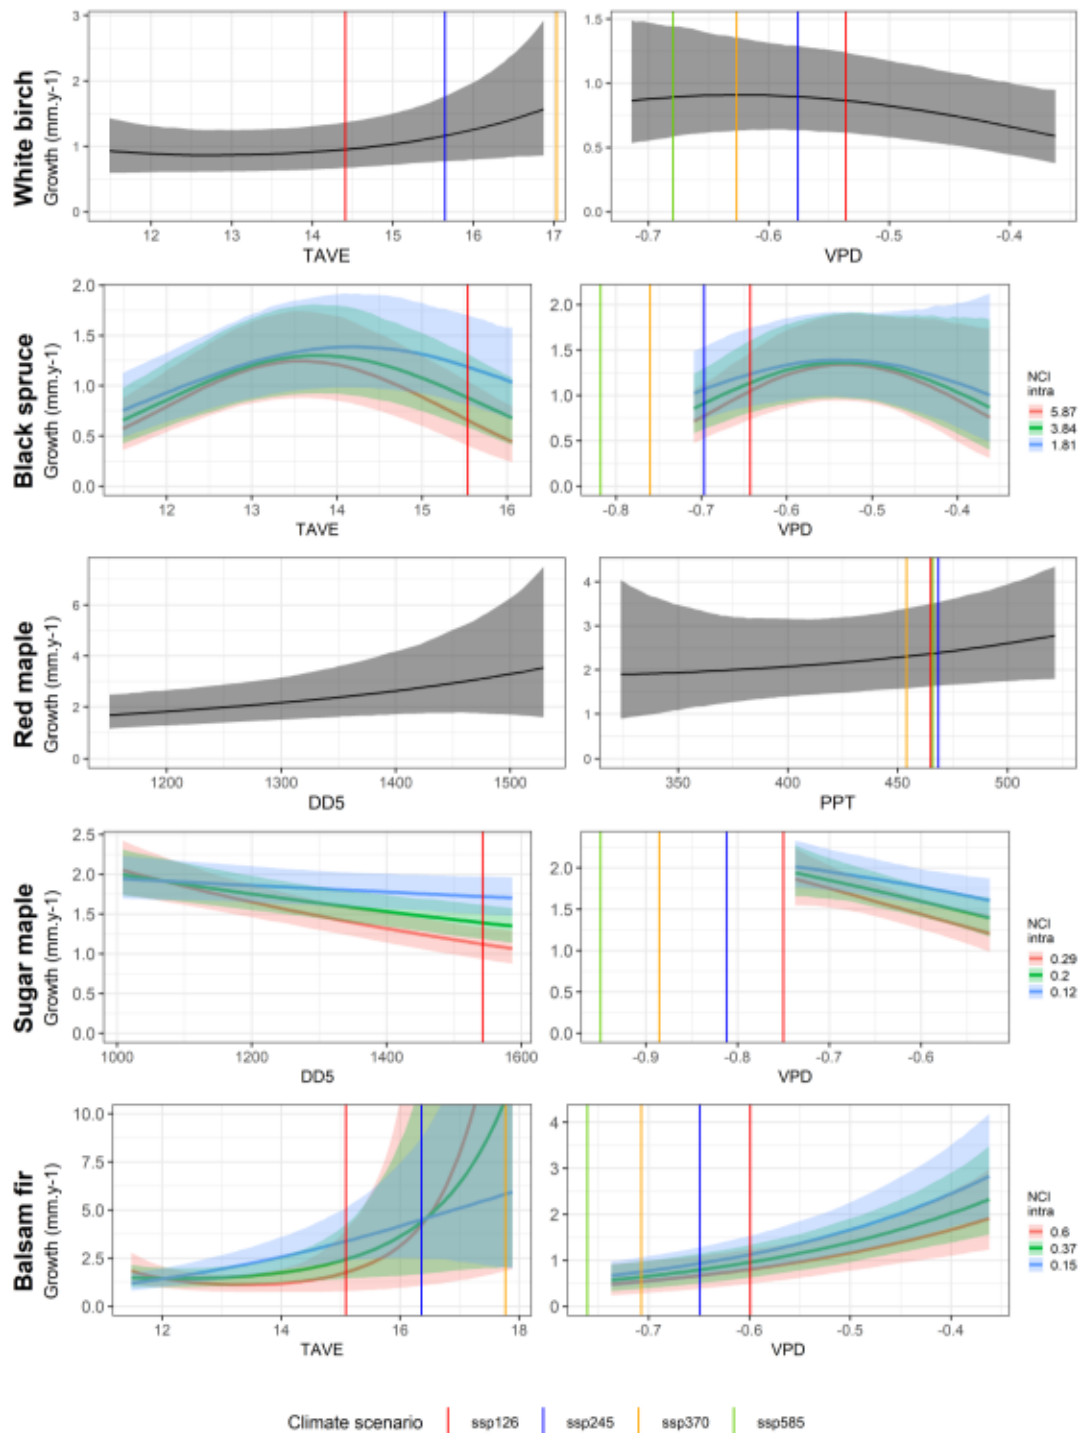 White birch
Growth (mm.y-1)
3
2
1
0
12 13 14 15 16 17
TAVE
1.5
1.0
0.5
0.0
-0.7 -0.6 -0.5 -0.4
VPD
Black spruce
Growth (mm.y-1)
2.0
1.5
1.0
0.5
0.0
12 13 14 15 16
TAVE
2.0
1.5
1.0
0.5
0.0
-0.8 -0.7 -0.6 -0.5 -0.4
VPD
NCI
intra
5.87
3.84
1.81
Red maple
Growth (mm.y-1)
6
4
2
0
1200 1300 1400 1500
DD5
4
3
2
1
0
350 400 450 500
PPT
Sugar maple
Growth (mm.y-1)
2.5
2.0
1.5
1.0
0.5
0.0
1000 1200 1400 1600
DD5
2.0
1.5
1.0
0.5
0.0
-0.9 -0.8 -0.7 -0.6
VPD
NCI
intra
0.29
0.2
0.12
Balsam fir
Growth (mm.y-1)
10.0
7.5
5.0
2.5
0.0
12 14 16 18
TAVE
4
3
2
1
0
-0.7 -0.6 -0.5 -0.4
VPD
NCI
intra
0.6
0.37
0.15
Climate scenario ssp126 ssp245 ssp370 ssp585